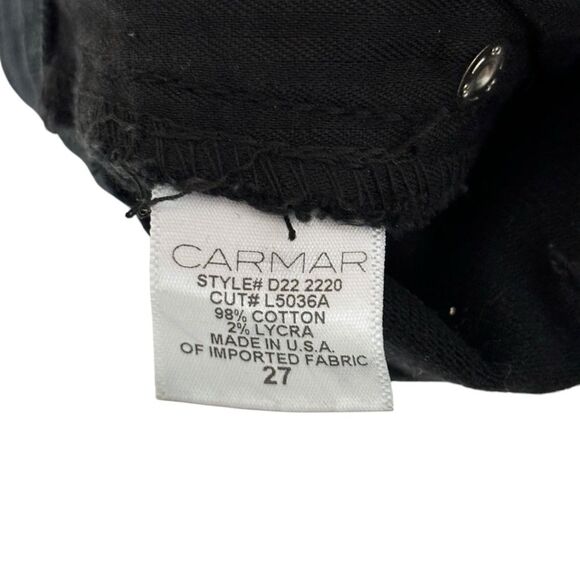 CARMAR
STYLE# D22 2220
CUT# L5036A
98% COTTON
2% LYCRA
MADE IN U.S.A.
OF IMPORTED FABRIC
27